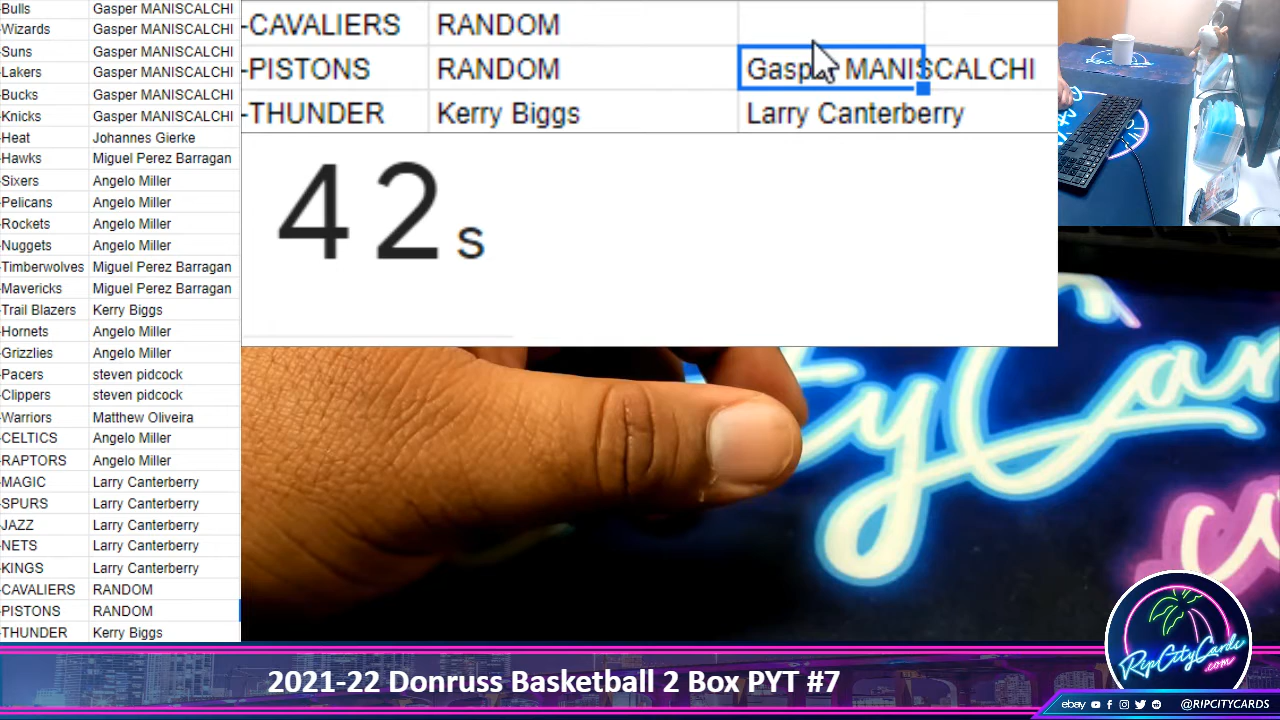 -Bulls Gasper MANISCALCHI
-Wizards Gasper MANISCALCHI
-Suns Gasper MANISCALCHI
-Lakers Gasper MANISCALCHI
-Bucks Gasper MANISCALCHI
-Knicks Gasper MANISCALCHI
-Heat Johannes Gierke
-Hawks Miguel Perez Barragan
-Sixers Angelo Miller
-Pelicans Angelo Miller
-Rockets Angelo Miller
-Nuggets Angelo Miller
-Timberwolves Miguel Perez Barragan
-Mavericks Miguel Perez Barragan
-Trail Blazers Kerry Biggs
-Hornets Angelo Miller
-Grizzlies Angelo Miller
-Pacers steven pidcock
-Clippers steven pidcock
-Warriors Matthew Oliveira
-CELTICS Angelo Miller
-RAPTORS Angelo Miller
-MAGIC Larry Canterberry
-SPURS Larry Canterberry
-JAZZ Larry Canterberry
-NETS Larry Canterberry
-KINGS Larry Canterberry
-CAVALIERS RANDOM
-PISTONS RANDOM
-THUNDER Kerry Biggs
-CAVALIERS RANDOM
-PISTONS RANDOM Gasper MANISCALCHI
-THUNDER Kerry Biggs Larry Canterberry
42s
tyCar
2021-22 Donruss Basketball 2 Box PYT #7
RipCityCards
.com
ebay @RIPCITYCARDS